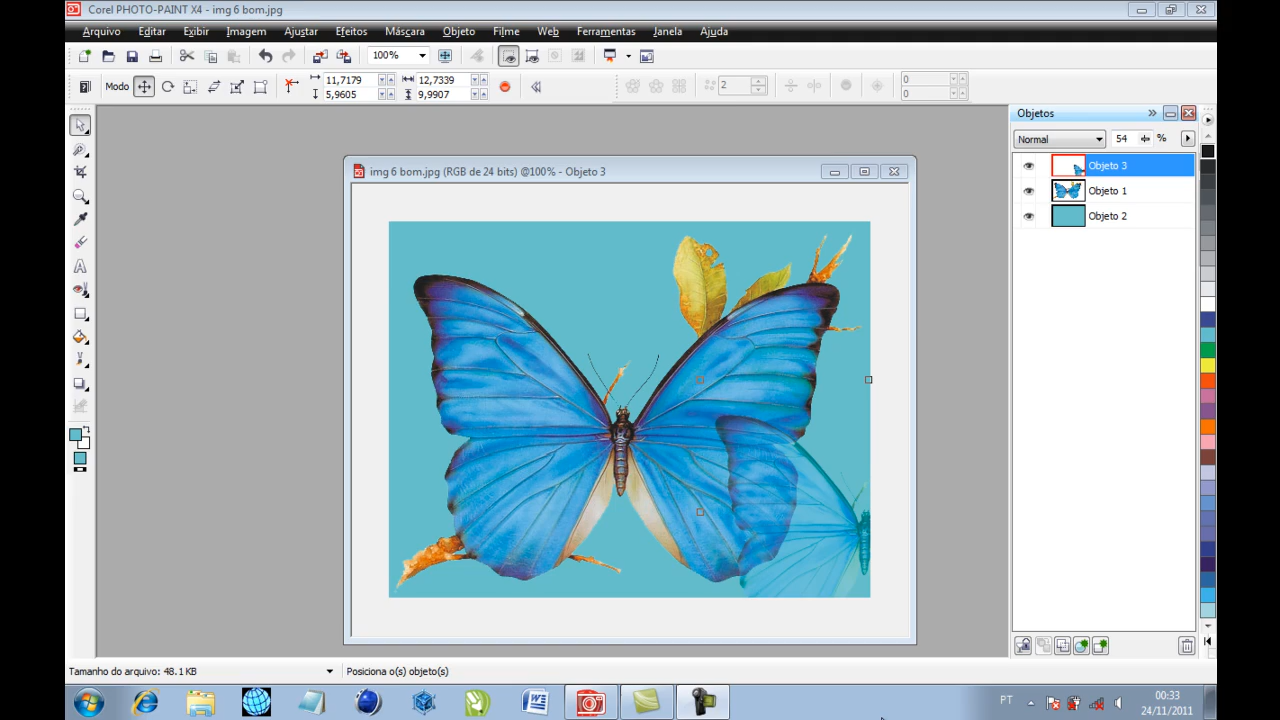 Corel PHOTO-PAINT X4 - img 6 bom.jpg
Arquivo Editar Exibir Imagem Ajustar Efeitos Máscara Objeto Filme Web Ferramentas Janela Ajuda
100%
Modo 11,7179 12,7339 2 0
5,9605 9,9907 0
Objetos
Normal 54 %
img 6 bom.jpg (RGB de 24 bits) @100% - Objeto 3
Objeto 3
Objeto 1
Objeto 2
Tamanho do arquivo: 48.1 KB Posiciona o(s) objeto(s)
PT 00:33
24/11/2011